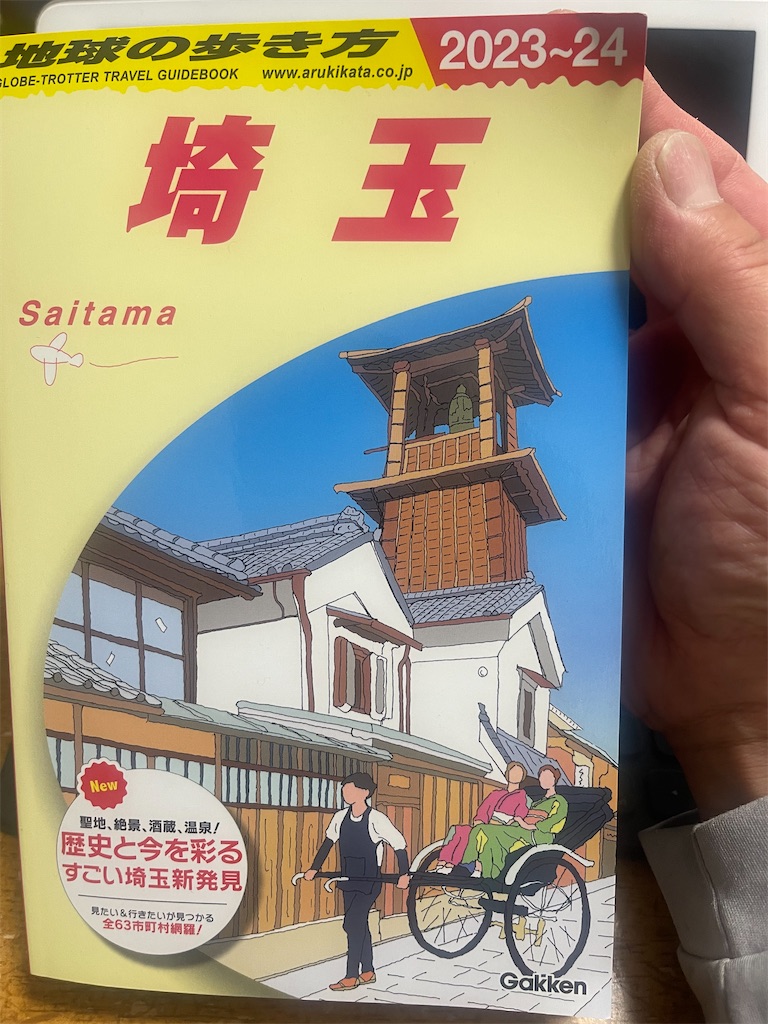 地球の歩き方
GLOBE-TROTTER TRAVEL GUIDEBOOK www.arukikata.co.jp
2023~24
埼玉
Saitama
New
聖地、絶景、酒蔵、温泉!
歴史と今を彩る
すごい埼玉新発見
見たい&行きたいが見つかる
全63市町村網羅!
Gakken